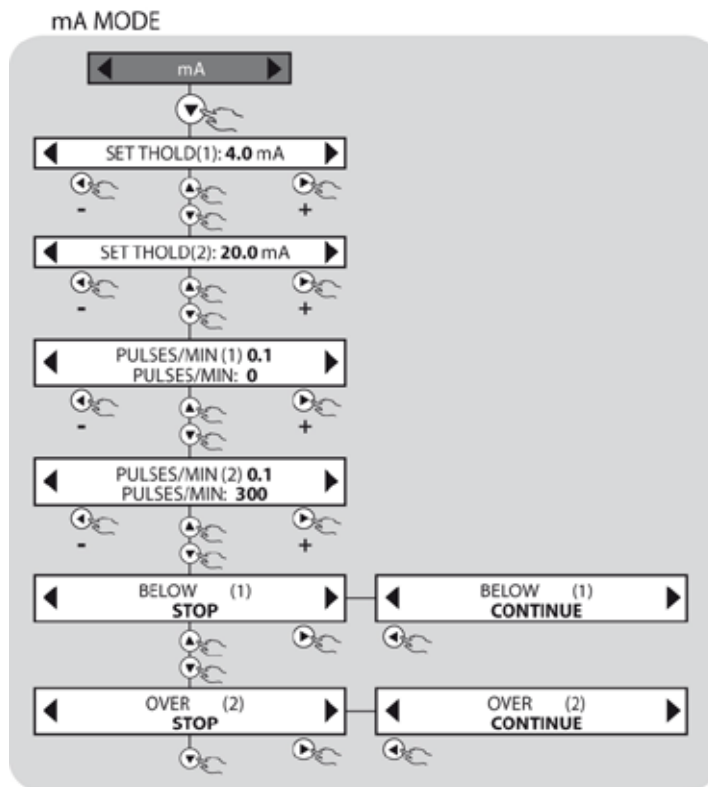 mA MODE
mA
SET THOLD(1): 4.0 mA
- +
SET THOLD(2): 20.0 mA
- +
PULSES/MIN (1) 0.1
PULSES/MIN: 0
- +
PULSES/MIN (2) 0.1
PULSES/MIN: 300
- +
BELOW (1)
STOP
BELOW (1)
CONTINUE
OVER (2)
STOP
OVER (2)
CONTINUE